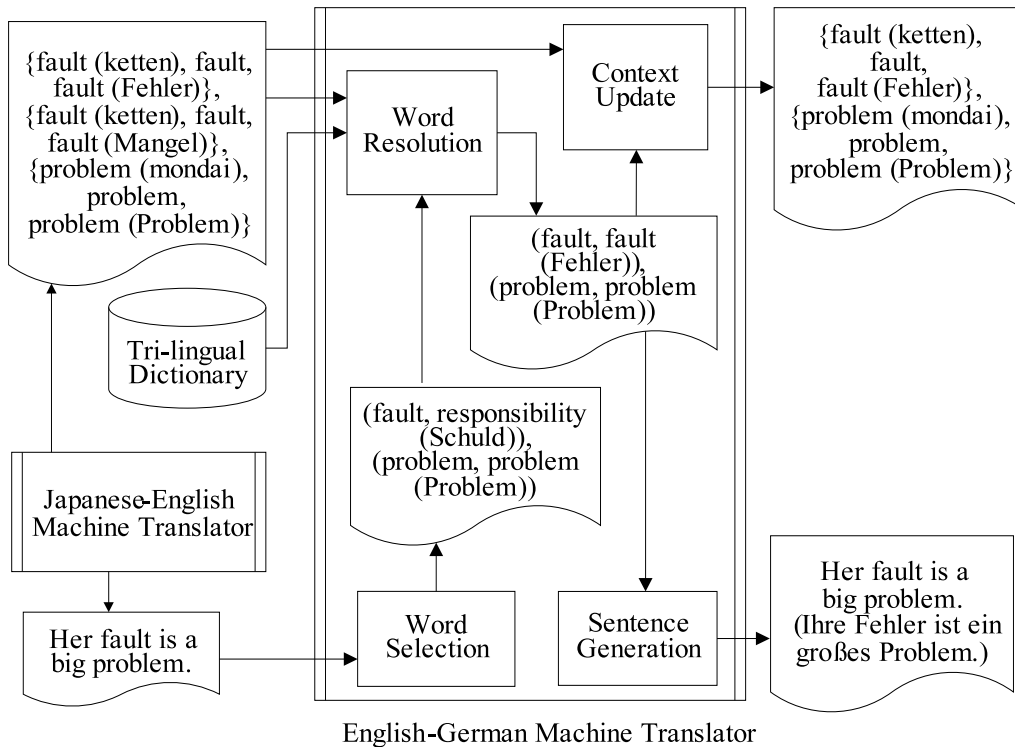 {fault (ketten), fault,
fault (Fehler)},
{fault (ketten), fault,
fault (Mangel)},
{problem (mondai),
problem,
problem (Problem)}
Tri-lingual
Dictionary
Japanese-English
Machine Translator
Her fault is a
big problem.
Word
Resolution
Context
Update
(fault, fault
(Fehler)),
(problem, problem
(Problem))
(fault, responsibility
(Schuld)),
(problem, problem
(Problem))
Word
Selection
Sentence
Generation
{fault (ketten),
fault,
fault (Fehler)},
{problem (mondai),
problem,
problem (Problem)}
Her fault is a
big problem.
(Ihre Fehler ist ein
großes Problem.)
English-German Machine Translator